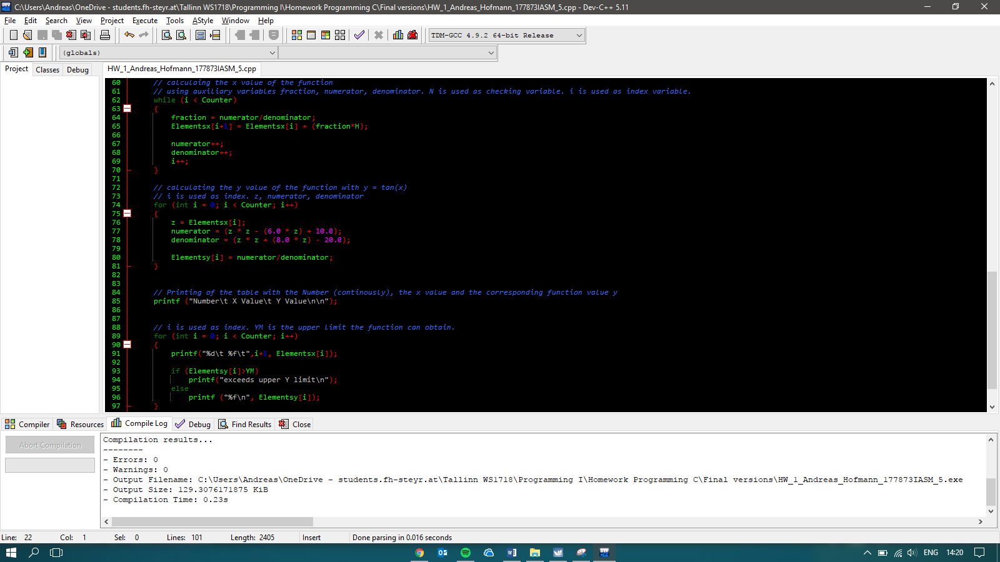 C:\Users\Andreas\OneDrive - students.fh-steyr.at\Tallinn WS1718\Programming I\Homework Programming C\Final versions\HW_1_Andreas_Hofmann_177873IASM_5.cpp - Dev-C++ 5.11
File Edit Search View Project Execute Tools AStyle Window Help
TDM-GCC 4.9.2 64-bit Release
(globals)
Project Classes Debug
HW_1_Andreas_Hofmann_177873IASM_5.cpp
60 // calculaing the x value of the function
61 // using auxiliary variables fraction, numerator, denominator. N is used as checking variable. i is used as index variable.
62 while (i < Counter)
63 {
64 fraction = numerator/denominator;
65 Elementsx[i+1] = Elementsx[i] + (fraction*H);
66
67 numerator++;
68 denominator++;
69 i++;
70 }
71
72 // calculating the y value of the function with y = tan(x)
73 // i is used as index. z, numerator, denominator
74 for (int i = 0; i < Counter; i++)
75 {
76 z = Elementsx[i];
77 numerator = (z * z - (6.0 * z) + 10.0);
78 denominator = (z * z + (8.0 * z) - 20.0);
79
80 Elementsy[i] = numerator/denominator;
81 }
82
83
84 // Printing of the table with the Number (continously), the x value and the corresponding function value y
85 printf ("Number\t X Value\t Y Value\n\n");
86
87
88 // i is used as index. YM is the upper limit the function can obtain.
89 for (int i = 0; i < Counter; i++)
90 {
91 printf("%d\t %f\t",i+1, Elementsx[i]);
92
93 if (Elementsy[i]>YM)
94 printf("exceeds upper Y limit\n");
95 else
96 printf ("%f\n", Elementsy[i]);
97 }
Compiler Resources Compile Log Debug Find Results Close
Abort Compilation
Compilation results...
--------
- Errors: 0
- Warnings: 0
- Output Filename: C:\Users\Andreas\OneDrive - students.fh-steyr.at\Tallinn WS1718\Programming I\Homework Programming C\Final versions\HW_1_Andreas_Hofmann_177873IASM_5.exe
- Output Size: 129.3076171875 KiB
- Compilation Time: 0.23s
Line: 22 Col: 1 Sel: 0 Lines: 101 Length: 2405 Insert Done parsing in 0.016 seconds
ENG 14:20